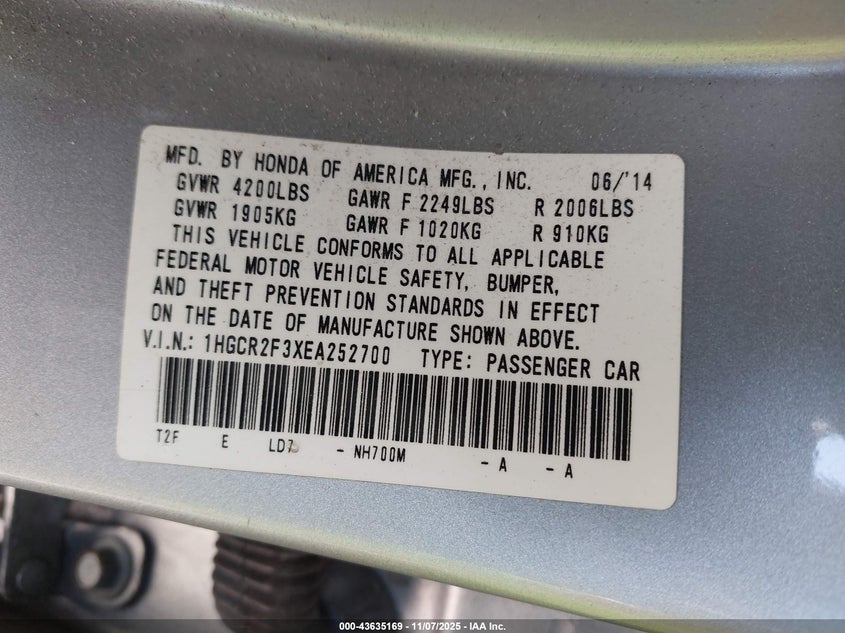 MFD. BY HONDA OF AMERICA MFG., INC. 06/'14
GVWR 4200LBS GAWR F 2249LBS R 2006LBS
GVWR 1905KG GAWR F 1020KG R 910KG
THIS VEHICLE CONFORMS TO ALL APPLICABLE
FEDERAL MOTOR VEHICLE SAFETY, BUMPER,
AND THEFT PREVENTION STANDARDS IN EFFECT
ON THE DATE OF MANUFACTURE SHOWN ABOVE.
V.I.N.: 1HGCR2F3XEA252700 TYPE: PASSENGER CAR
T2F E LD7 - NH700M - A - A
000-43635169 | 11/07/2025 - IAA Inc.